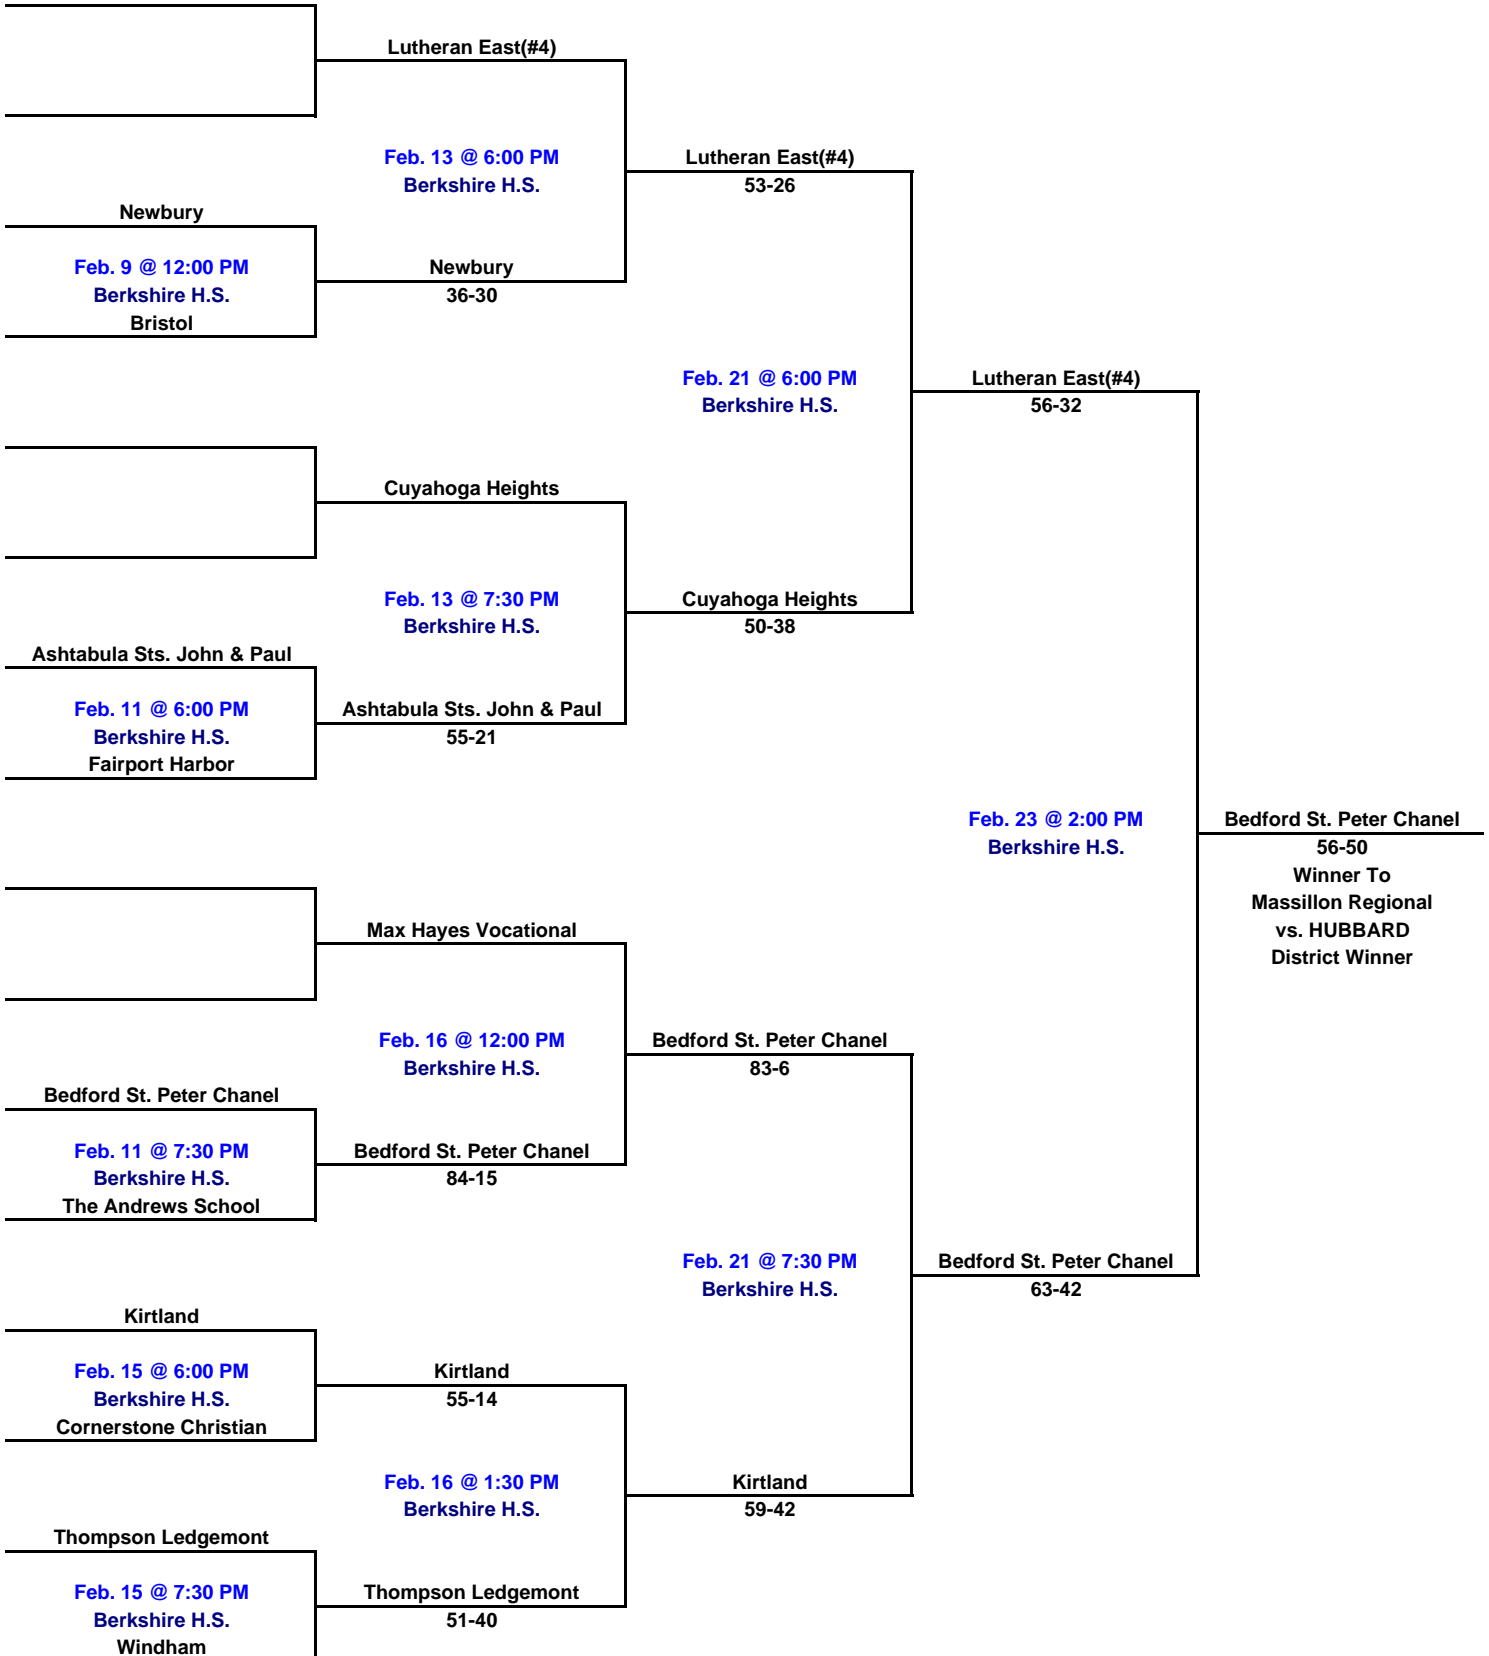 Lutheran East(#4)
Feb. 13 @ 6:00 PM
Berkshire H.S.
Lutheran East(#4)
53-26
Newbury
Feb. 9 @ 12:00 PM
Berkshire H.S.
Bristol
Newbury
36-30
Feb. 21 @ 6:00 PM
Berkshire H.S.
Lutheran East(#4)
56-32
Cuyahoga Heights
Feb. 13 @ 7:30 PM
Berkshire H.S.
Cuyahoga Heights
50-38
Ashtabula Sts. John & Paul
Feb. 11 @ 6:00 PM
Berkshire H.S.
Fairport Harbor
Ashtabula Sts. John & Paul
55-21
Feb. 23 @ 2:00 PM
Berkshire H.S.
Bedford St. Peter Chanel
56-50
Winner To
Massillon Regional
vs. HUBBARD
District Winner
Max Hayes Vocational
Feb. 16 @ 12:00 PM
Berkshire H.S.
Bedford St. Peter Chanel
83-6
Bedford St. Peter Chanel
Feb. 11 @ 7:30 PM
Berkshire H.S.
The Andrews School
Bedford St. Peter Chanel
84-15
Feb. 21 @ 7:30 PM
Berkshire H.S.
Bedford St. Peter Chanel
63-42
Kirtland
Feb. 15 @ 6:00 PM
Berkshire H.S.
Cornerstone Christian
Kirtland
55-14
Feb. 16 @ 1:30 PM
Berkshire H.S.
Kirtland
59-42
Thompson Ledgemont
Feb. 15 @ 7:30 PM
Berkshire H.S.
Windham
Thompson Ledgemont
51-40